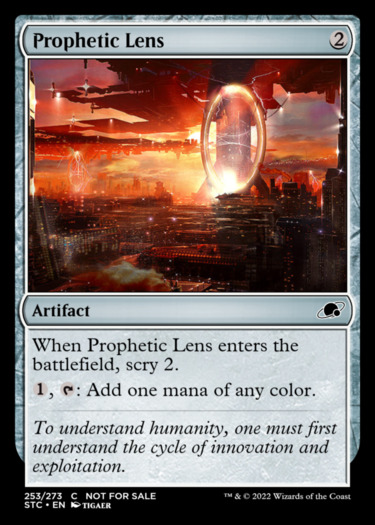 Prophetic Lens 2
Artifact
When Prophetic Lens enters the
battlefield, scry 2.
1, : Add one mana of any color.
To understand humanity, one must first
understand the cycle of innovation and
exploitation.
253/273 C NOT FOR SALE
STC • EN TIGAER
™ & © 2022 Wizards of the Coast